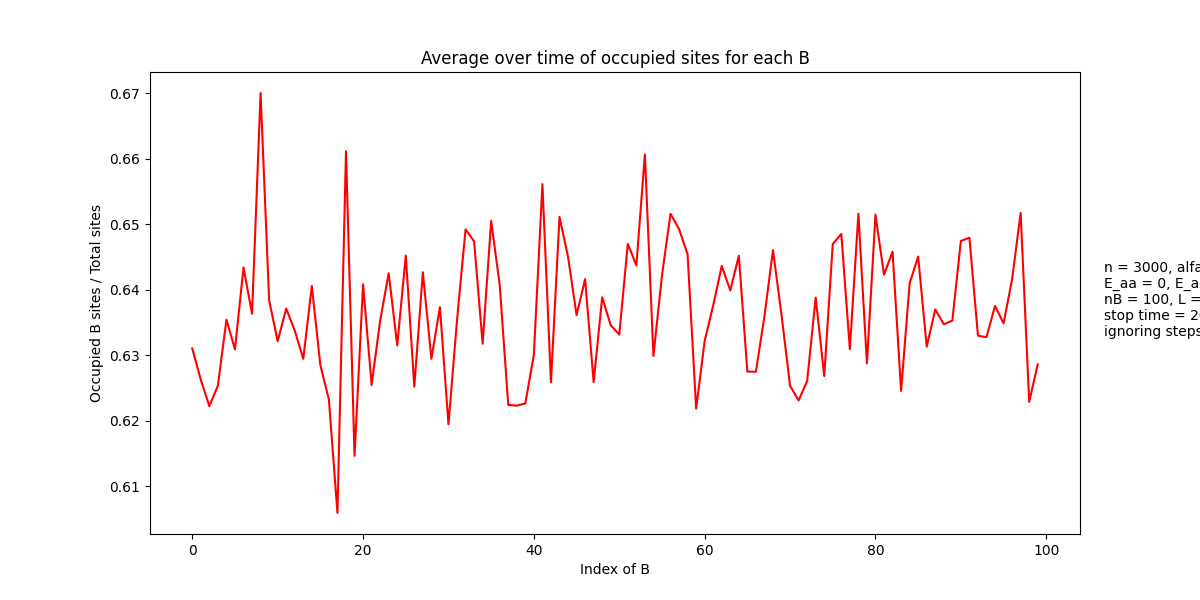 Average over time of occupied sites for each B
Occupied B sites / Total sites
0.67
0.66
0.65
0.64
0.63
0.62
0.61
0 20 40 60 80 100
Index of B
n = 3000, alfa
E_aa = 0, E_a
nB = 100, L =
stop time = 2
ignoring steps